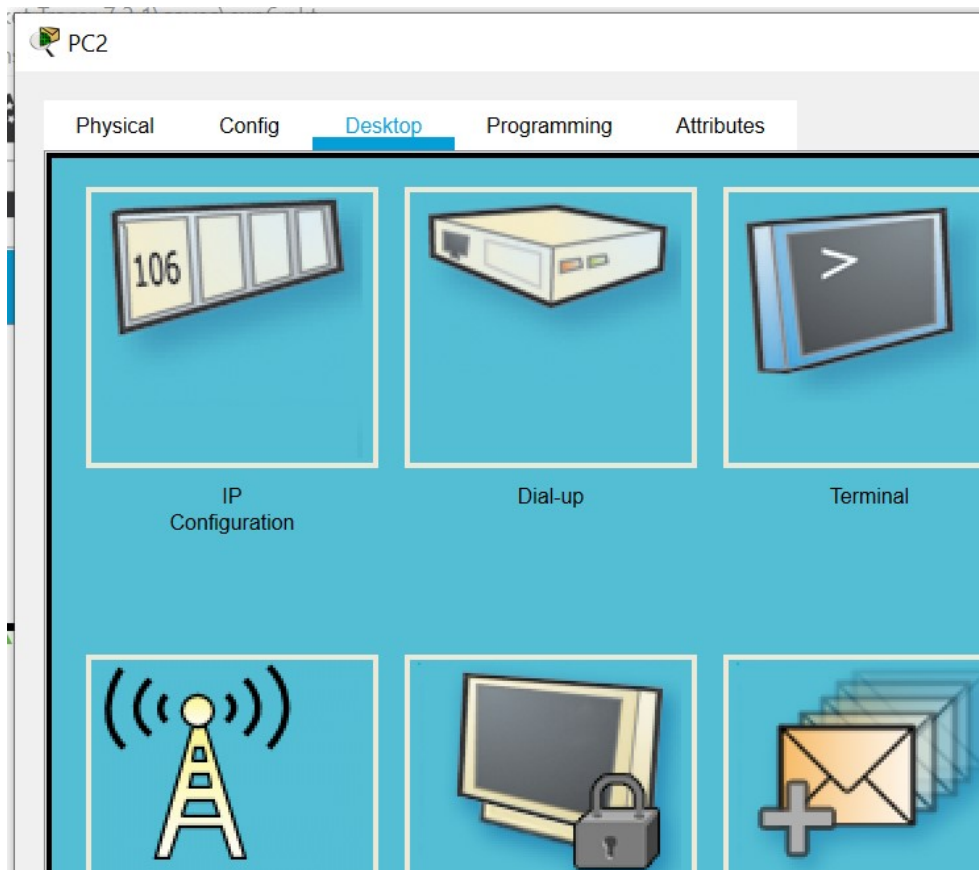 PC2
Physical Config Desktop Programming Attributes
106
>
IP
Configuration
Dial-up
Terminal